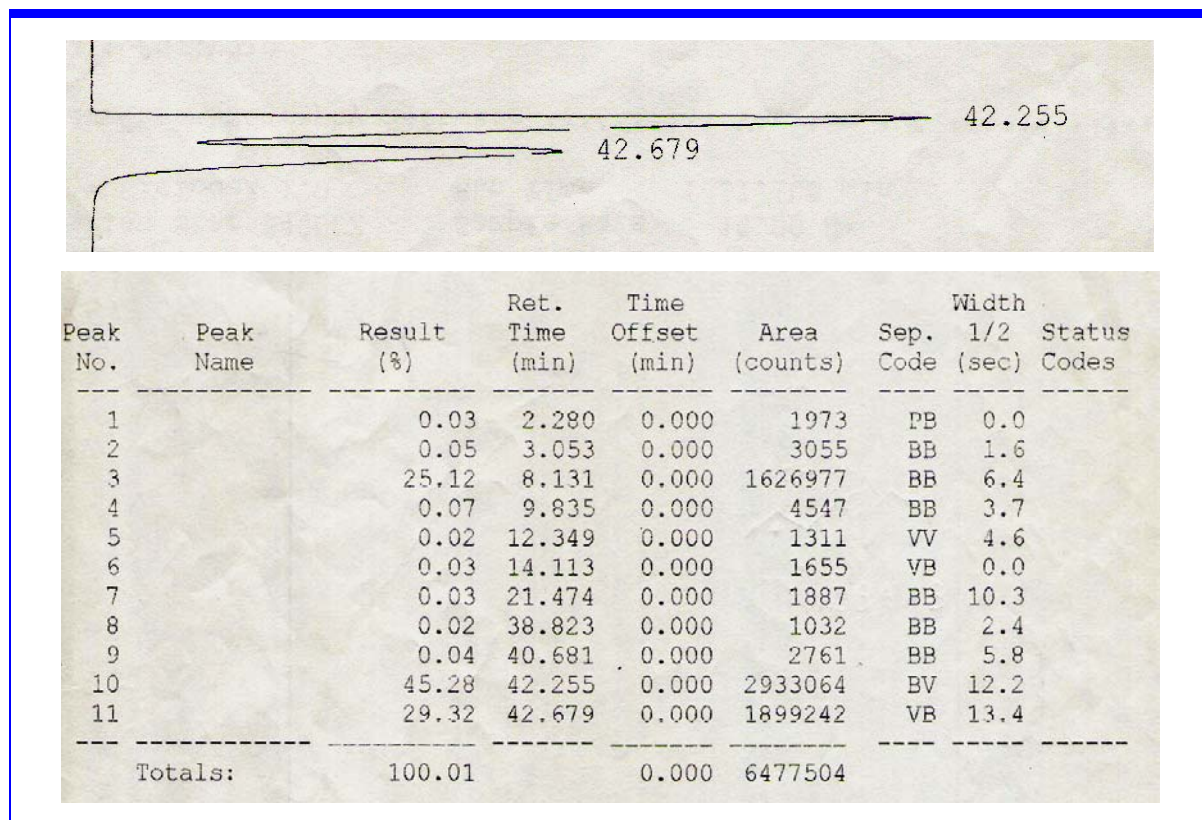 42.255
42.679
Ret. Time Width
Peak Peak Result Time Offset Area Sep. 1/2 Status
No. Name (%) (min) (min) (counts) Code (sec) Codes
1 0.03 2.280 0.000 1973 PB 0.0
2 0.05 3.053 0.000 3055 BB 1.6
3 25.12 8.131 0.000 1626977 BB 6.4
4 0.07 9.835 0.000 4547 BB 3.7
5 0.02 12.349 0.000 1311 VV 4.6
6 0.03 14.113 0.000 1655 VB 0.0
7 0.03 21.474 0.000 1887 BB 10.3
8 0.02 38.823 0.000 1032 BB 2.4
9 0.04 40.681 0.000 2761 BB 5.8
10 45.28 42.255 0.000 2933064 BV 12.2
11 29.32 42.679 0.000 1899242 VB 13.4
Totals: 100.01 0.000 6477504